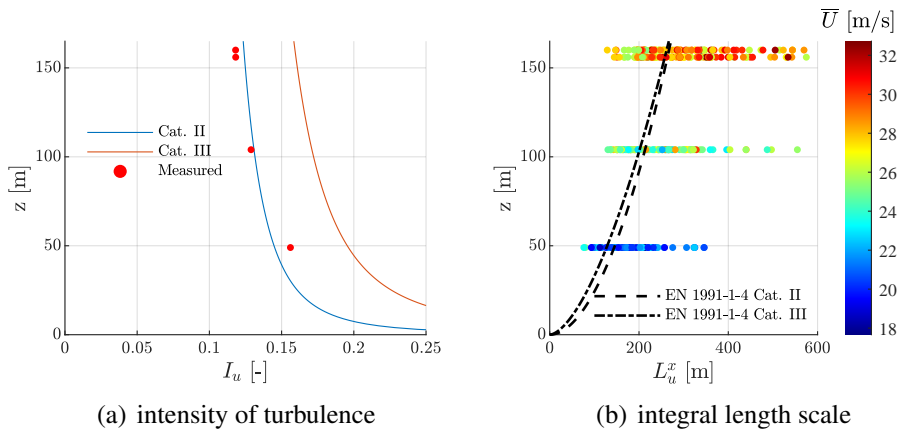 150
100
50
0
z [m]
Cat. II
Cat. III
Measured
0
0.05
0.1
0.15
0.2
0.25
I_u [-]
(a) intensity of turbulence
150
100
50
0
z [m]
EN 1991-1-4 Cat. II
EN 1991-1-4 Cat. III
0
200
400
600
L_u^x [m]
U̅ [m/s]
32
30
28
26
24
22
20
18
(b) integral length scale